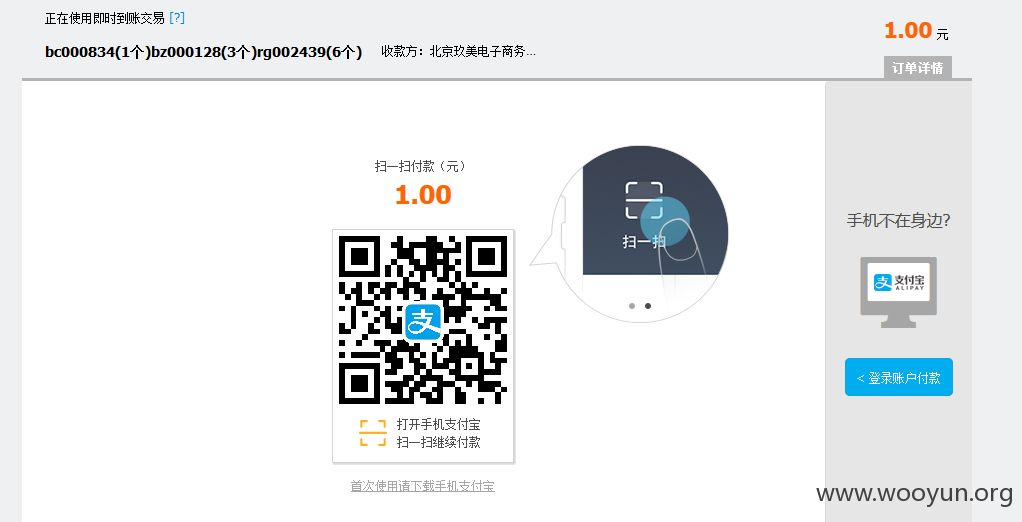 正在使用即时到账交易 [?]
bc000834(1个)bz000128(3个)rg002439(6个) 收款方：北京玖美电子商务...
1.00 元
订单详情
扫一扫付款（元）
1.00
扫一扫
支
打开手机支付宝
扫一扫继续付款
首次使用请下载手机支付宝
手机不在身边?
支 支付宝
ALIPAY
< 登录账户付款
www.wooyun.org